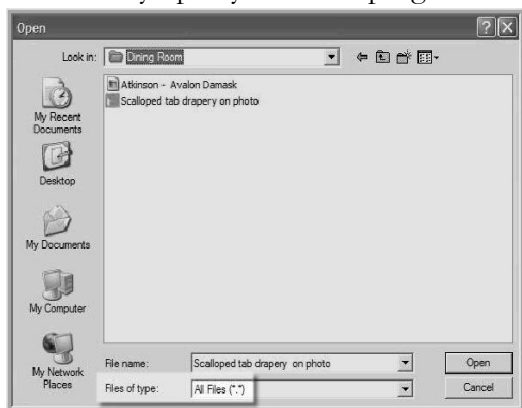 Open
Look in: Dining Room
Atkinson - Avalon Damask
Scalloped tab drapery on photo
My Recent
Documents
Desktop
My Documents
My Computer
My Network
Places
File name: Scalloped tab drapery on photo Open
Files of type: All Files (*.*) Cancel